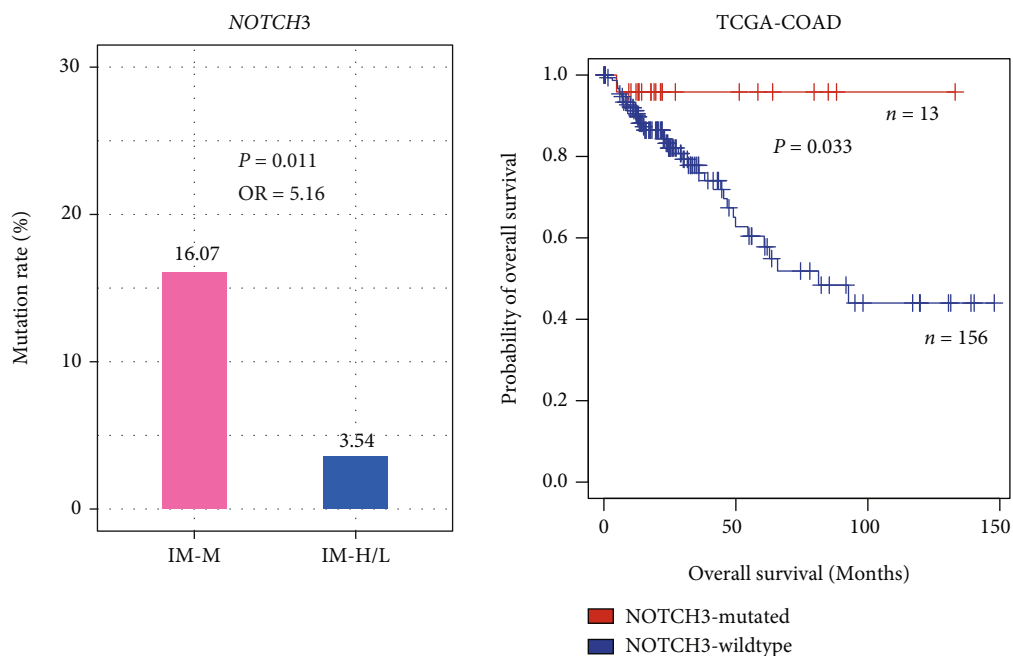 NOTCH3
Mutation rate (%)
30
20
10
0
P = 0.011
OR = 5.16
16.07
3.54
IM-M
IM-H/L
TCGA-COAD
Probability of overall survival
1.0
0.8
0.6
0.4
0.2
0.0
n = 13
P = 0.033
n = 156
0
50
100
150
Overall survival (Months)
NOTCH3-mutated
NOTCH3-wildtype